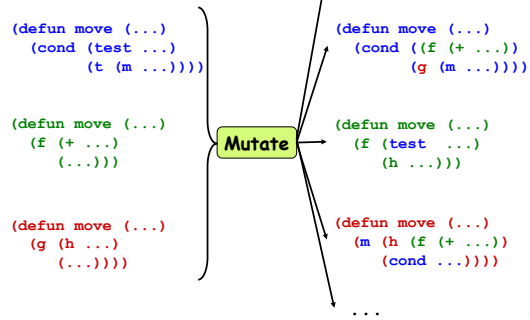 (defun move (...)
(cond (test ...)
(t (m ...))))
(defun move (...)
(f (+ ...)
(...)))
(defun move (...)
(g (h ...)
(...))))
Mutate
(defun move (...)
(cond ((f (+ ...))
(g (m ...))))
(defun move (...)
(f (test ...)
(h ...)))
(defun move (...)
(m (h (f (+ ...))
(cond ...))))
...